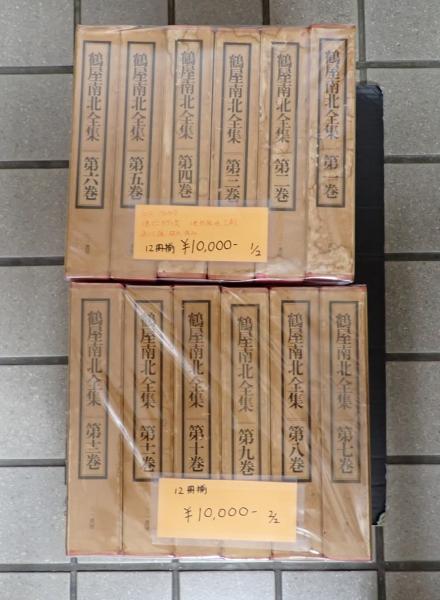 鶴屋南北全集 第一巻
鶴屋南北全集 第二巻
鶴屋南北全集 第三巻
鶴屋南北全集 第四巻
鶴屋南北全集 第五巻
鶴屋南北全集 第六巻
12冊揃 ¥10,000- 1/2
鶴屋南北全集 第七巻
鶴屋南北全集 第八巻
鶴屋南北全集 第九巻
鶴屋南北全集 第十巻
鶴屋南北全集 第十一巻
鶴屋南北全集 第十二巻
12冊揃
¥10,000- 2/2